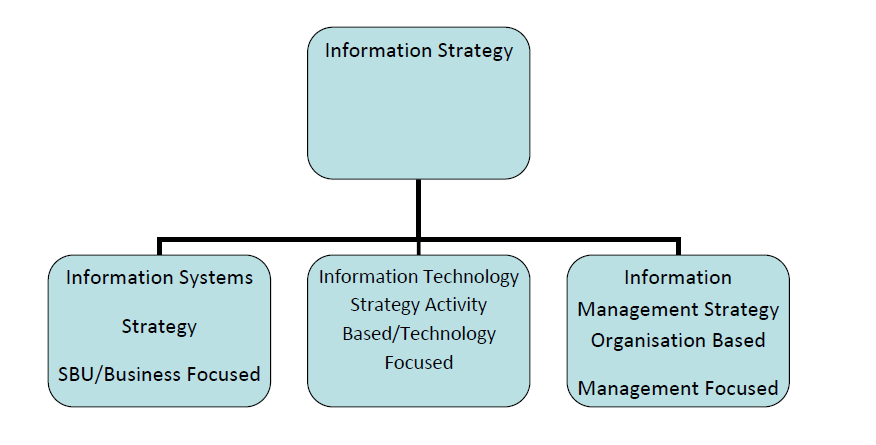 Information Strategy
Information Systems
Strategy
SBU/Business Focused
Information Technology
Strategy Activity
Based/Technology
Focused
Information
Management Strategy
Organisation Based
Management Focused